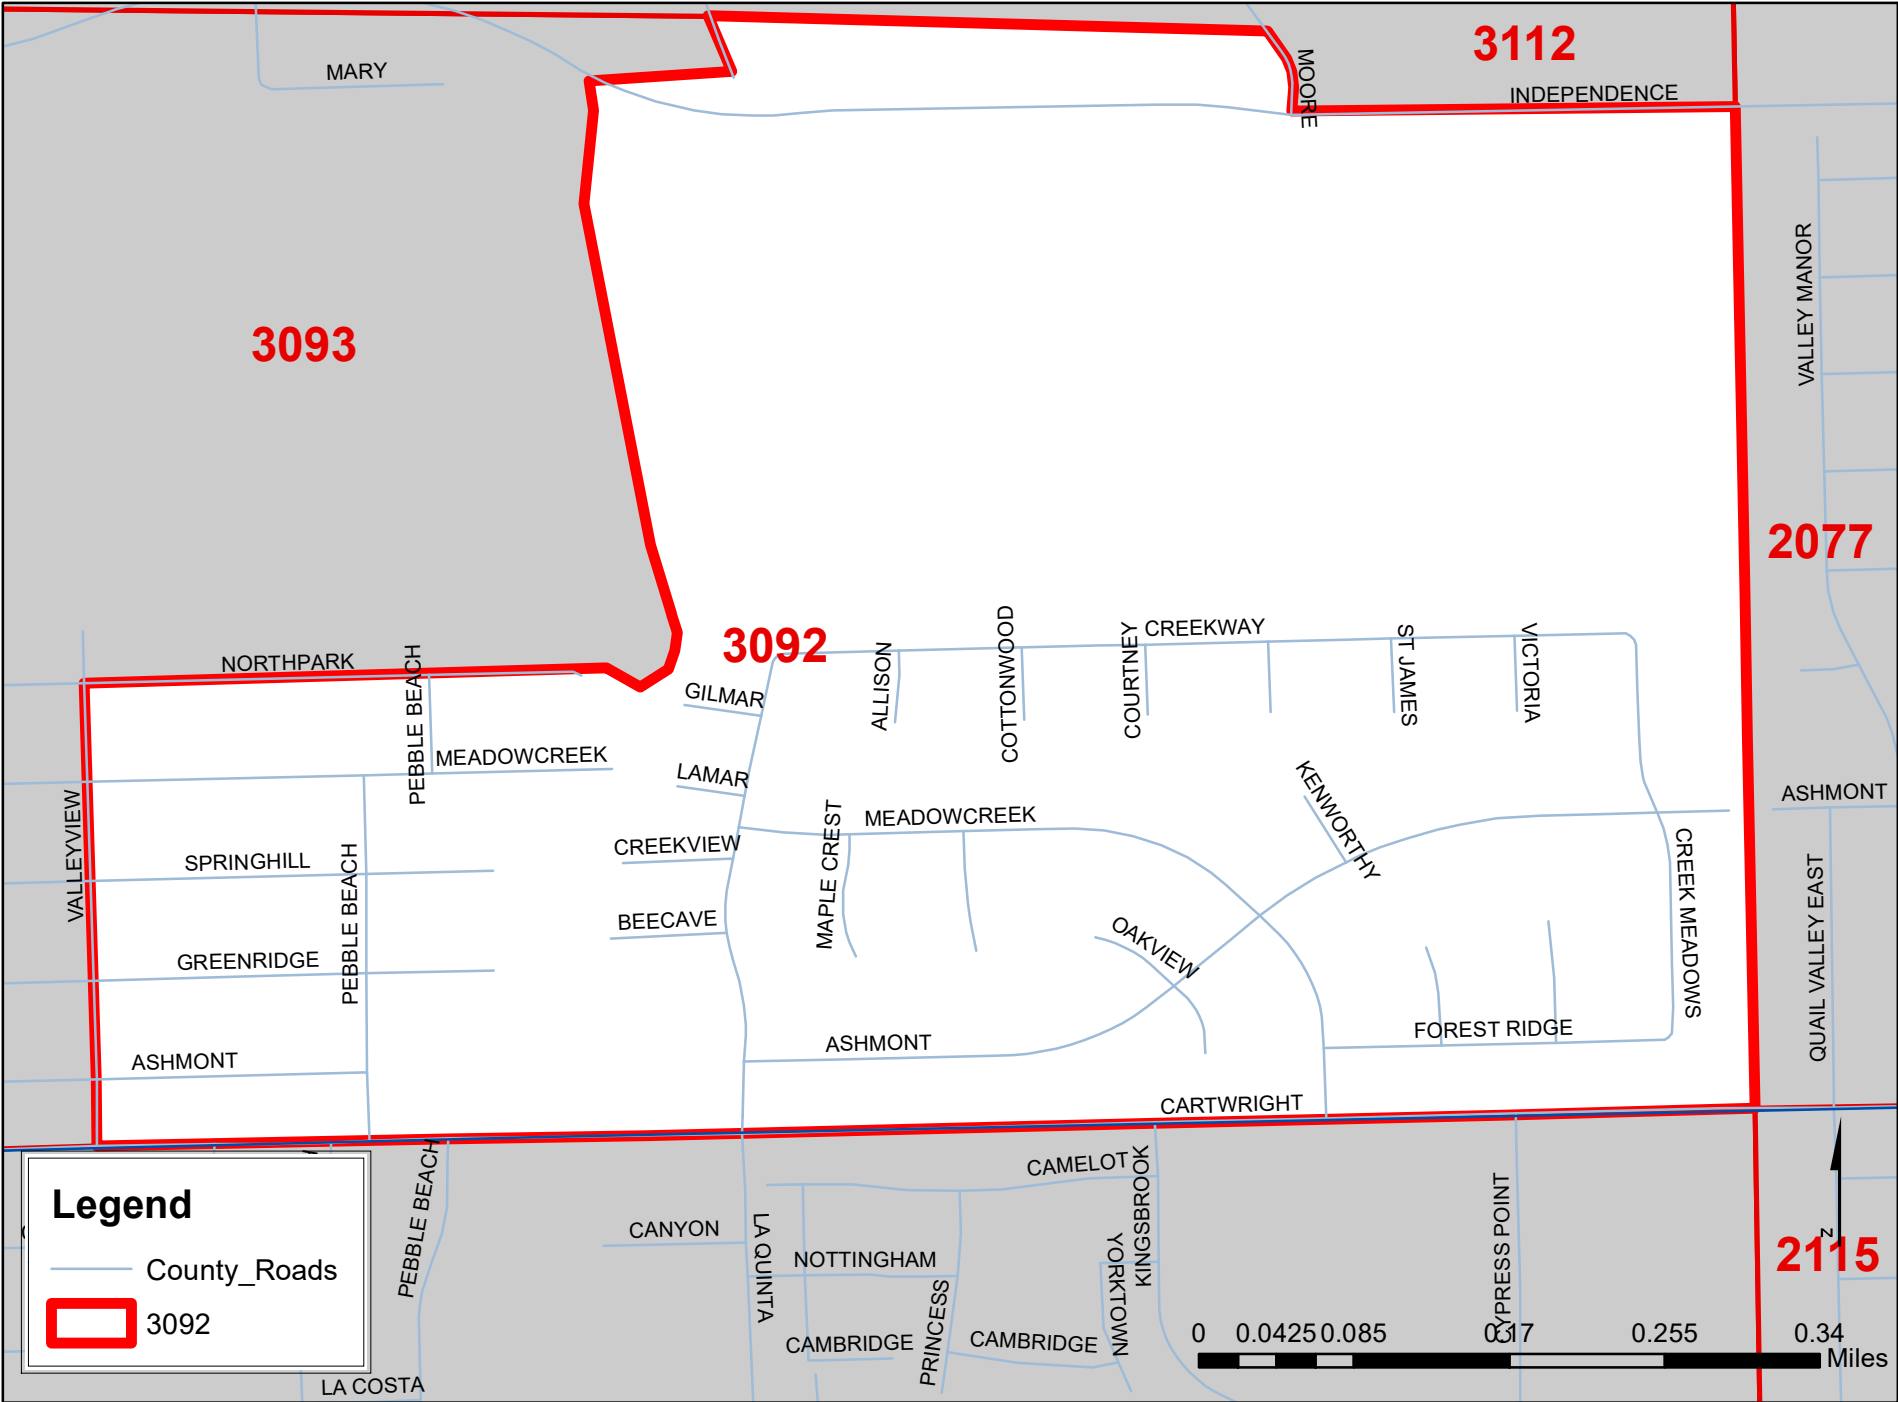 3112
MARY
MOORE
INDEPENDENCE
VALLEY MANOR
3093
2077
3092
CREEKWAY
NORTHPARK
PEBBLE BEACH
GILMAR
ALLISON
COTTONWOOD
COURTNEY
ST JAMES
VICTORIA
MEADOWCREEK
LAMAR
KENWORTHY
ASHMONT
VALLEYVIEW
MAPLE CREST
MEADOWCREEK
CREEKVIEW
SPRINGHILL
PEBBLE BEACH
CREEK MEADOWS
QUAIL VALLEY EAST
BEECAVE
OAKVIEW
GREENRIDGE
FOREST RIDGE
ASHMONT
ASHMONT
CARTWRIGHT
PEBBLE BEACH
CAMELOT
KINGSBROOK
CYPRESS POINT
CANYON
LA QUINTA
NOTTINGHAM
YORKTOWN
PRINCESS
Z
2115
CAMBRIDGE
CAMBRIDGE
LA COSTA
Legend
County_Roads
3092
0 0.0425 0.085 0.17 0.255 0.34
Miles